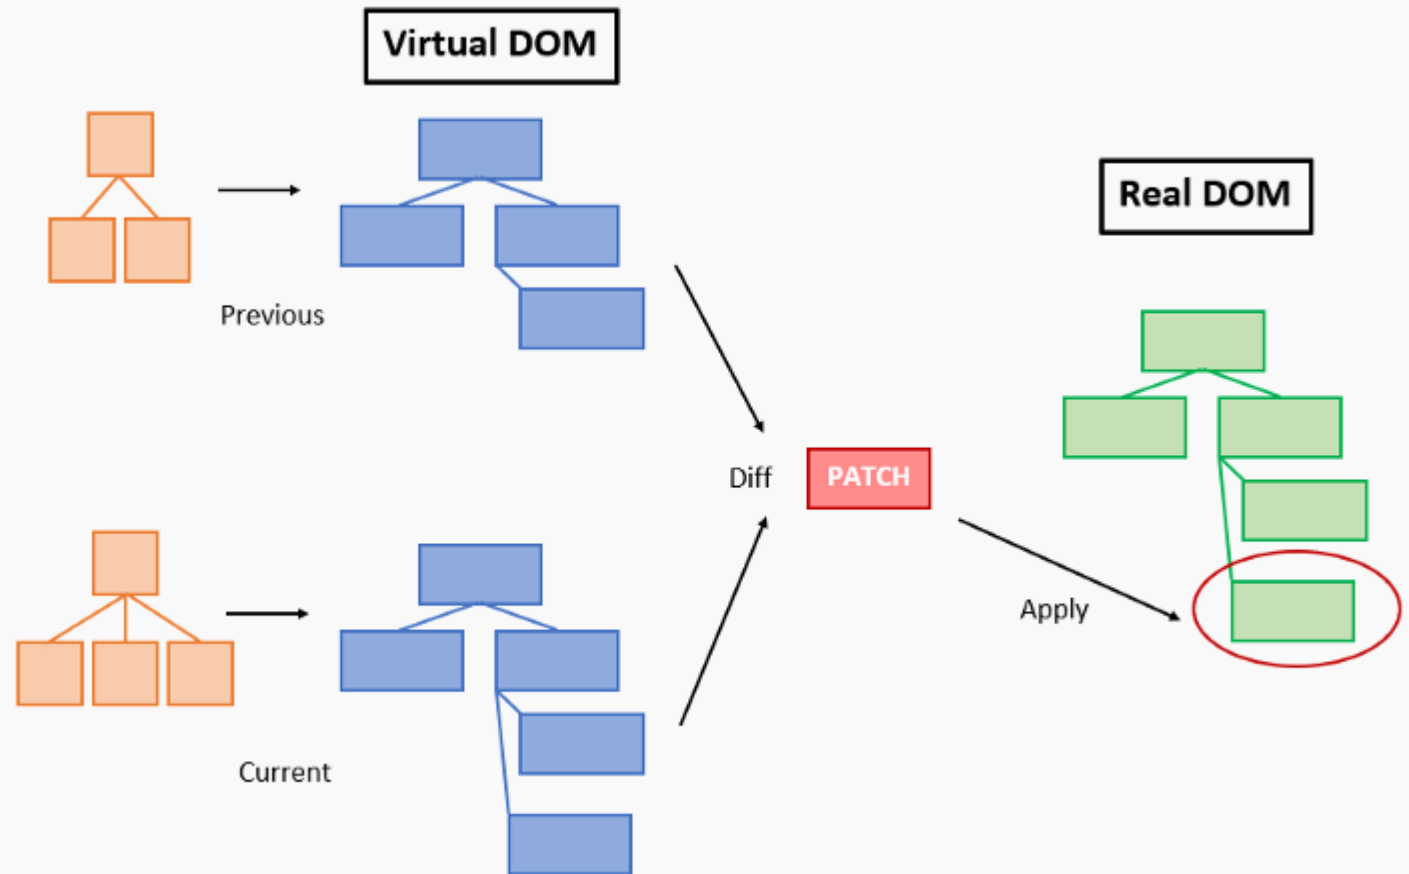 Virtual DOM
Real DOM
Previous
Diff
PATCH
Apply
Current